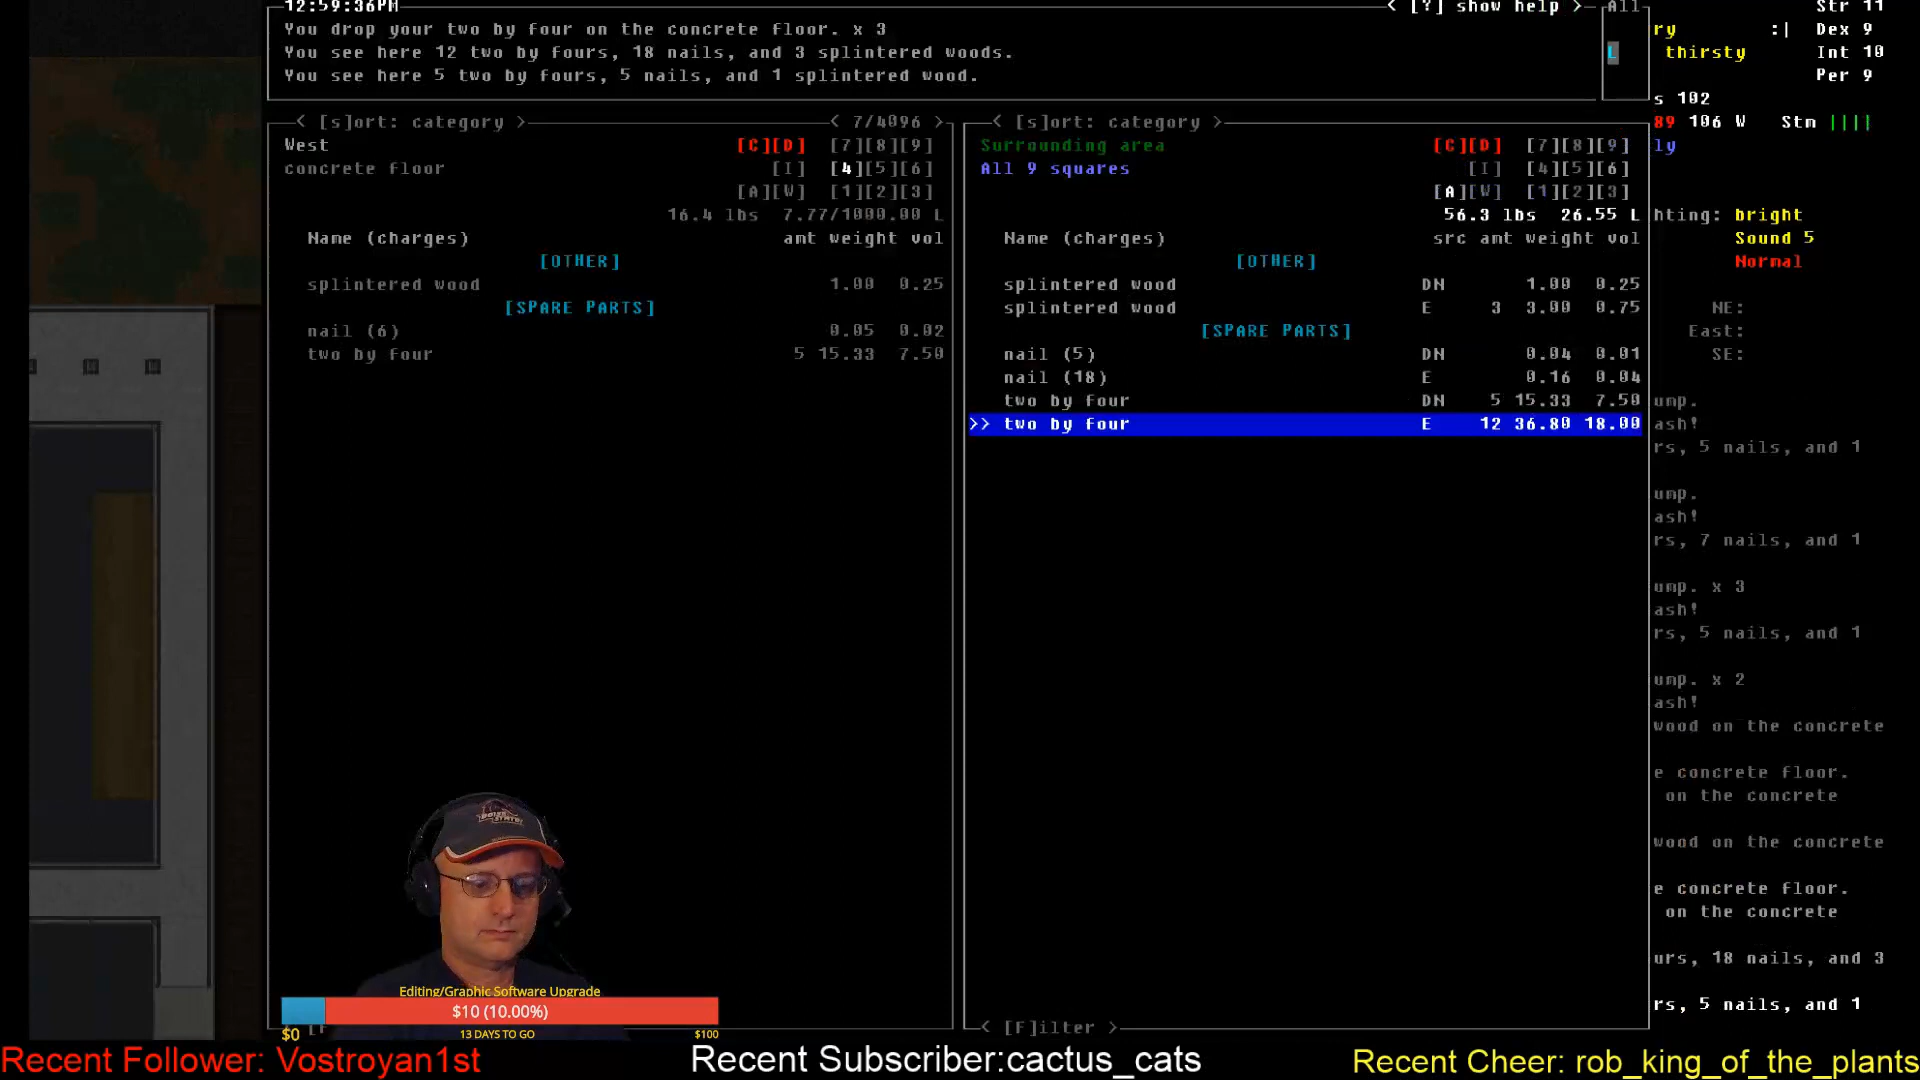 12:59:36PM
< [?] show help >
All
You drop your two by four on the concrete floor. x 3
You see here 12 two by fours, 18 nails, and 3 splintered woods.
You see here 5 two by fours, 5 nails, and 1 splintered wood.
L
< [s]ort: category >
< 7/4096 >
West
[C][D] [7][8][9]
concrete floor
[I] [4][5][6]
[A][W] [1][2][3]
16.4 lbs 7.77/1000.00 L
Name (charges) amt weight vol
[OTHER]
splintered wood 1.00 0.25
[SPARE PARTS]
nail (6) 0.05 0.02
two by four 5 15.33 7.50
< [s]ort: category >
Surrounding area
[C][D] [7][8][9]
All 9 squares
[I] [4][5][6]
[A][W] [1][2][3]
56.3 lbs 26.55 L
Name (charges) src amt weight vol
[OTHER]
splintered wood DN 1.00 0.25
splintered wood E 3 3.00 0.75
[SPARE PARTS]
nail (5) DN 0.04 0.01
nail (18) E 0.16 0.04
two by four DN 5 15.33 7.50
>> two by four E 12 36.80 18.00
< [F]ilter >
Str 11
ry :| Dex 9
thirsty Int 10
Per 9
s 102
89 106 W Stm ||||
ly
hting: bright
Sound 5
Normal
NE:
East:
SE:
ump.
ash!
rs, 5 nails, and 1
ump.
ash!
rs, 7 nails, and 1
ump. x 3
ash!
rs, 5 nails, and 1
ump. x 2
ash!
wood on the concrete
e concrete floor.
on the concrete
wood on the concrete
e concrete floor.
on the concrete
urs, 18 nails, and 3
rs, 5 nails, and 1
Editing/Graphic Software Upgrade
$10 (10.00%)
$0 13 DAYS TO GO $100
Recent Follower: Vostroyan1st
Recent Subscriber:cactus_cats
Recent Cheer: rob_king_of_the_plants